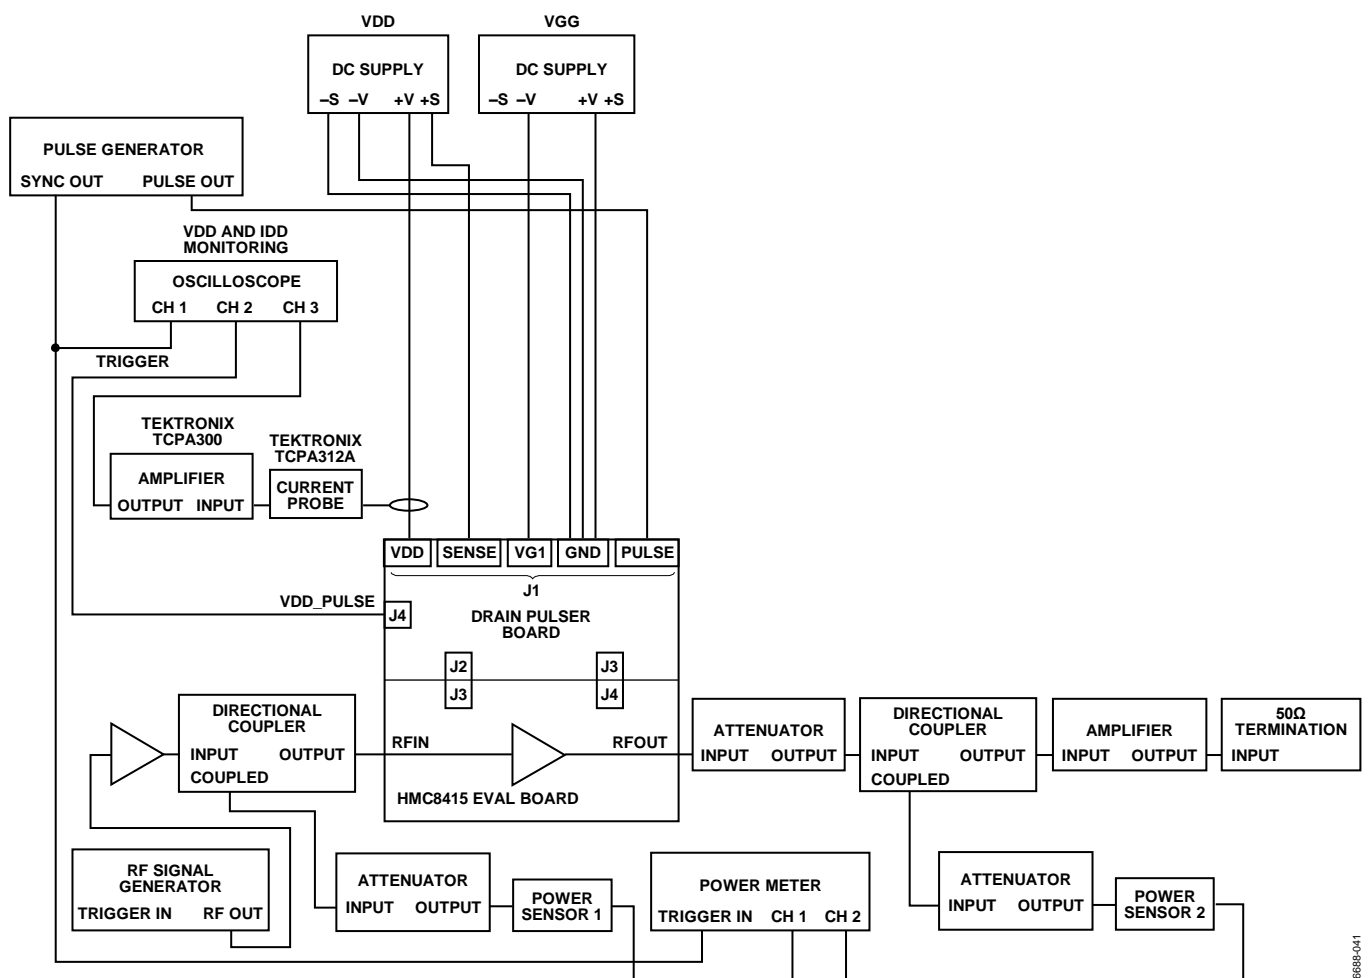 VDD
VGG
DC SUPPLY
–S –V +V +S
DC SUPPLY
–S –V +V +S
PULSE GENERATOR
SYNC OUT PULSE OUT
VDD AND IDD
MONITORING
OSCILLOSCOPE
CH 1 CH 2 CH 3
TRIGGER
TEKTRONIX
TCPA300
AMPLIFIER
OUTPUT INPUT
TEKTRONIX
TCPA312A
CURRENT
PROBE
VDD SENSE VG1 GND PULSE
J1
VDD_PULSE
J4
DRAIN PULSER
BOARD
J2 J3
J3 J4
DIRECTIONAL
COUPLER
INPUT OUTPUT
COUPLED
RFIN RFOUT
HMC8415 EVAL BOARD
ATTENUATOR
INPUT OUTPUT
DIRECTIONAL
COUPLER
INPUT OUTPUT
COUPLED
AMPLIFIER
INPUT OUTPUT
50Ω
TERMINATION
INPUT
RF SIGNAL
GENERATOR
TRIGGER IN RF OUT
ATTENUATOR
INPUT OUTPUT
POWER
SENSOR 1
POWER METER
TRIGGER IN CH 1 CH 2
ATTENUATOR
INPUT OUTPUT
POWER
SENSOR 2
6688-041